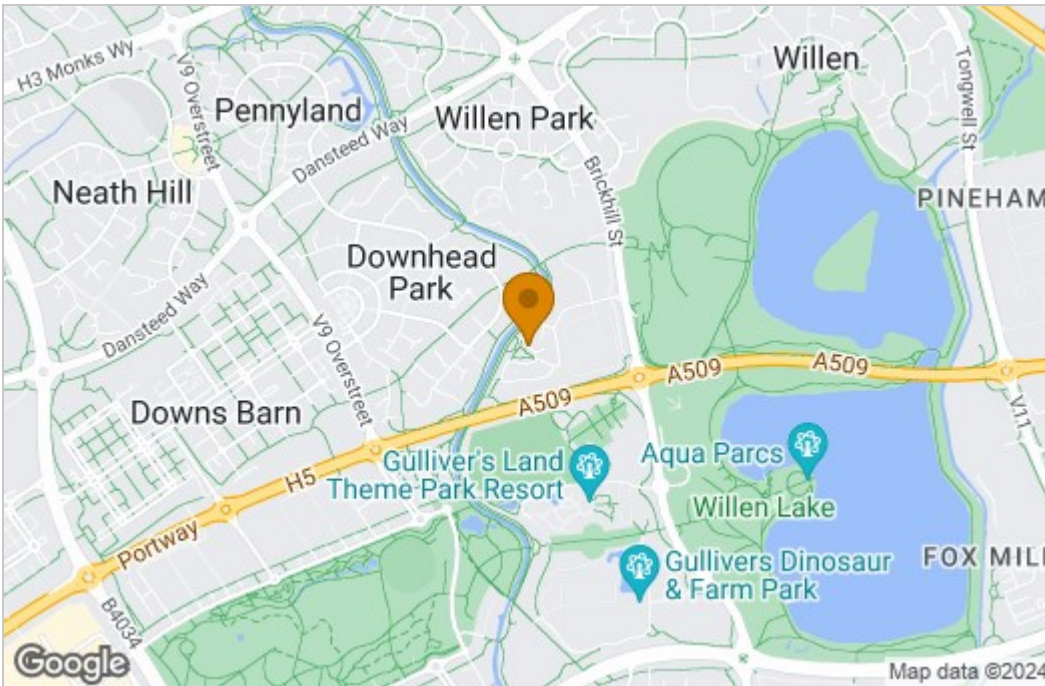 H3 Monks Wy
V9 Overstreet
Pennyland
Dansteed Way
Willen Park
Willen
Tongwell St
Neath Hill
Brickhill St
PINEHAM
Downhead
Park
Dansteed Way
V9 Overstreet
A509
A509
Downs Barn
A509
V11
H5
Gulliver's Land
Theme Park Resort
Aqua Parcs
Willen Lake
Portway
Gullivers Dinosaur
& Farm Park
FOX MILL
B4034
Google
Map data ©2024